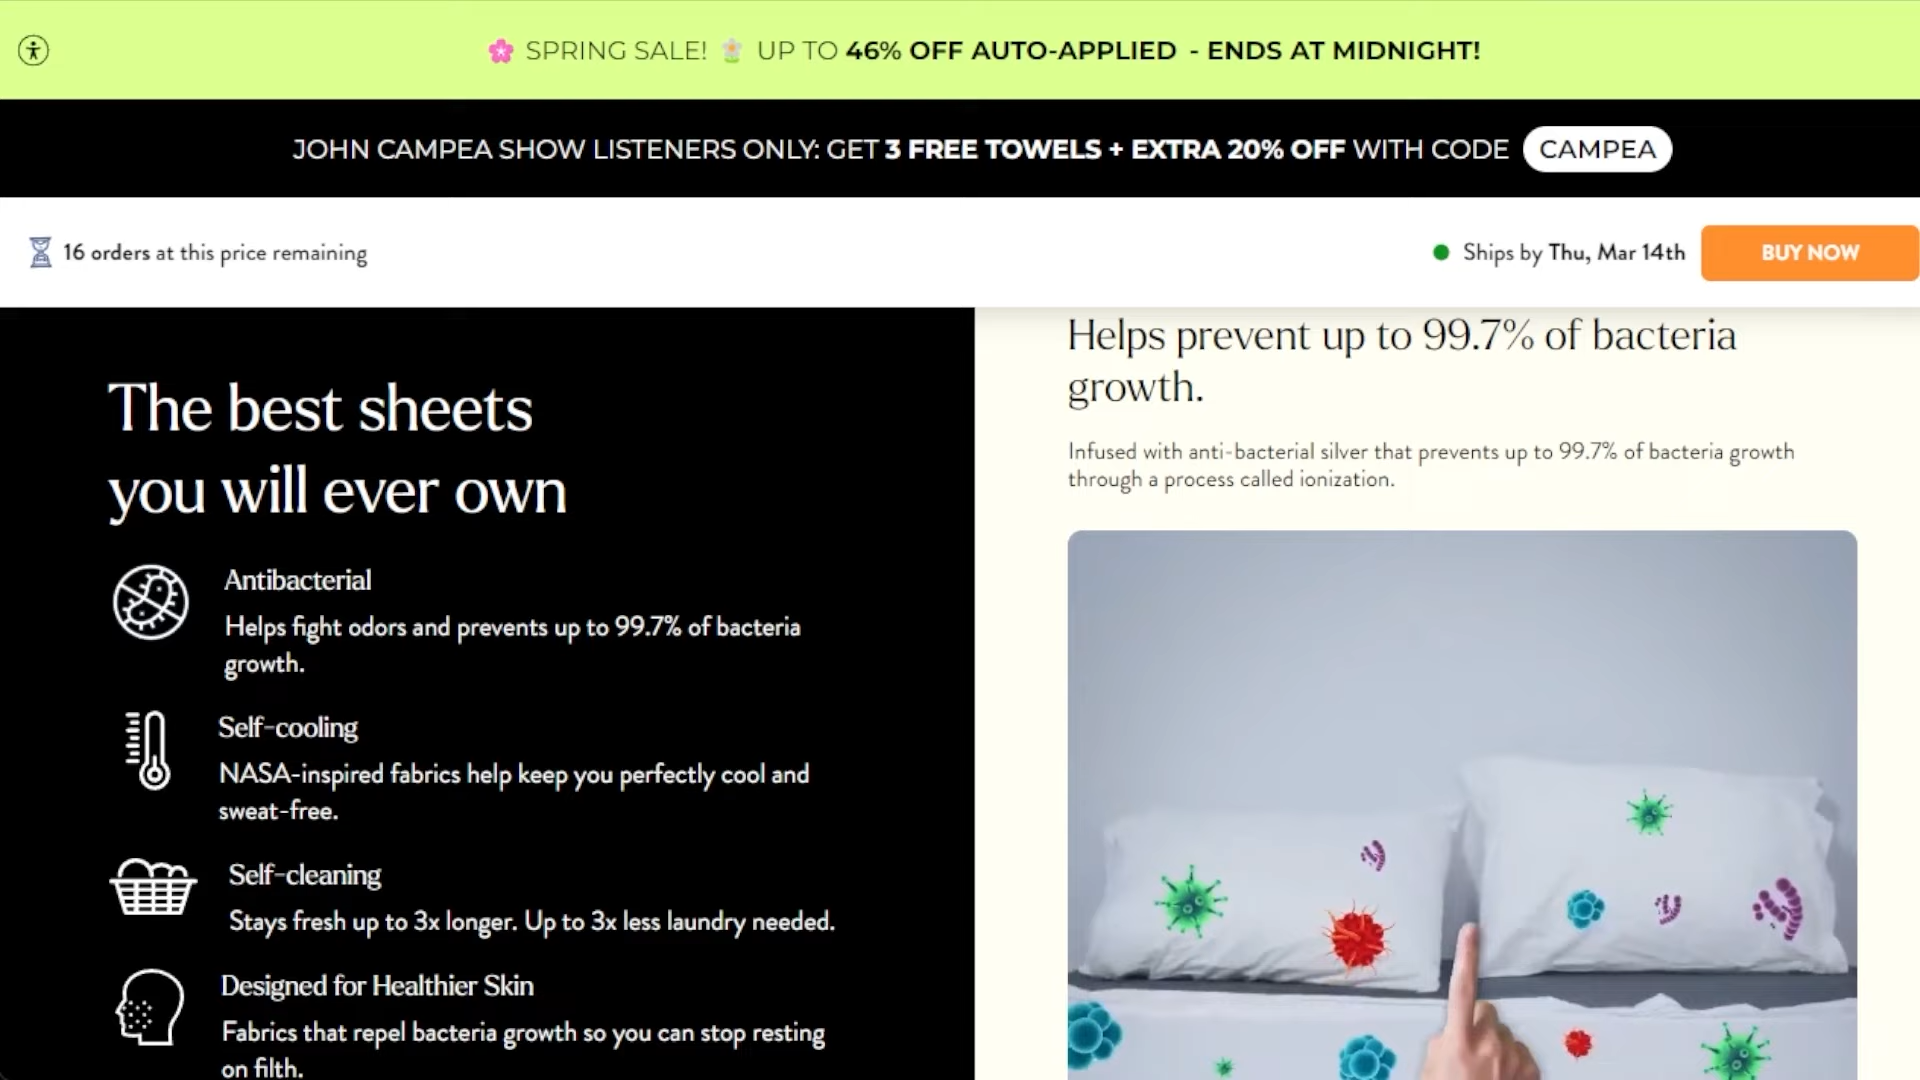 SPRING SALE! UP TO 46% OFF AUTO-APPLIED - ENDS AT MIDNIGHT!
JOHN CAMPEA SHOW LISTENERS ONLY: GET 3 FREE TOWELS + EXTRA 20% OFF WITH CODE CAMPEA
16 orders at this price remaining
Ships by Thu, Mar 14th
BUY NOW
The best sheets
you will ever own
Antibacterial
Helps fight odors and prevents up to 99.7% of bacteria
growth.
Self-cooling
NASA-inspired fabrics help keep you perfectly cool and
sweat-free.
Self-cleaning
Stays fresh up to 3x longer. Up to 3x less laundry needed.
Designed for Healthier Skin
Fabrics that repel bacteria growth so you can stop resting
on filth.
Helps prevent up to 99.7% of bacteria
growth.
Infused with anti-bacterial silver that prevents up to 99.7% of bacteria growth
through a process called ionization.